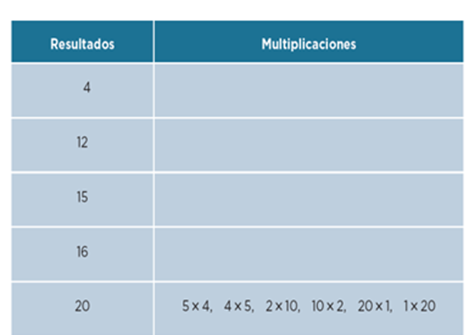 Resultados Multiplicaciones
4
12
15
16
20 5 x 4, 4 x 5, 2 x 10, 10 x 2, 20 x 1, 1 x 20